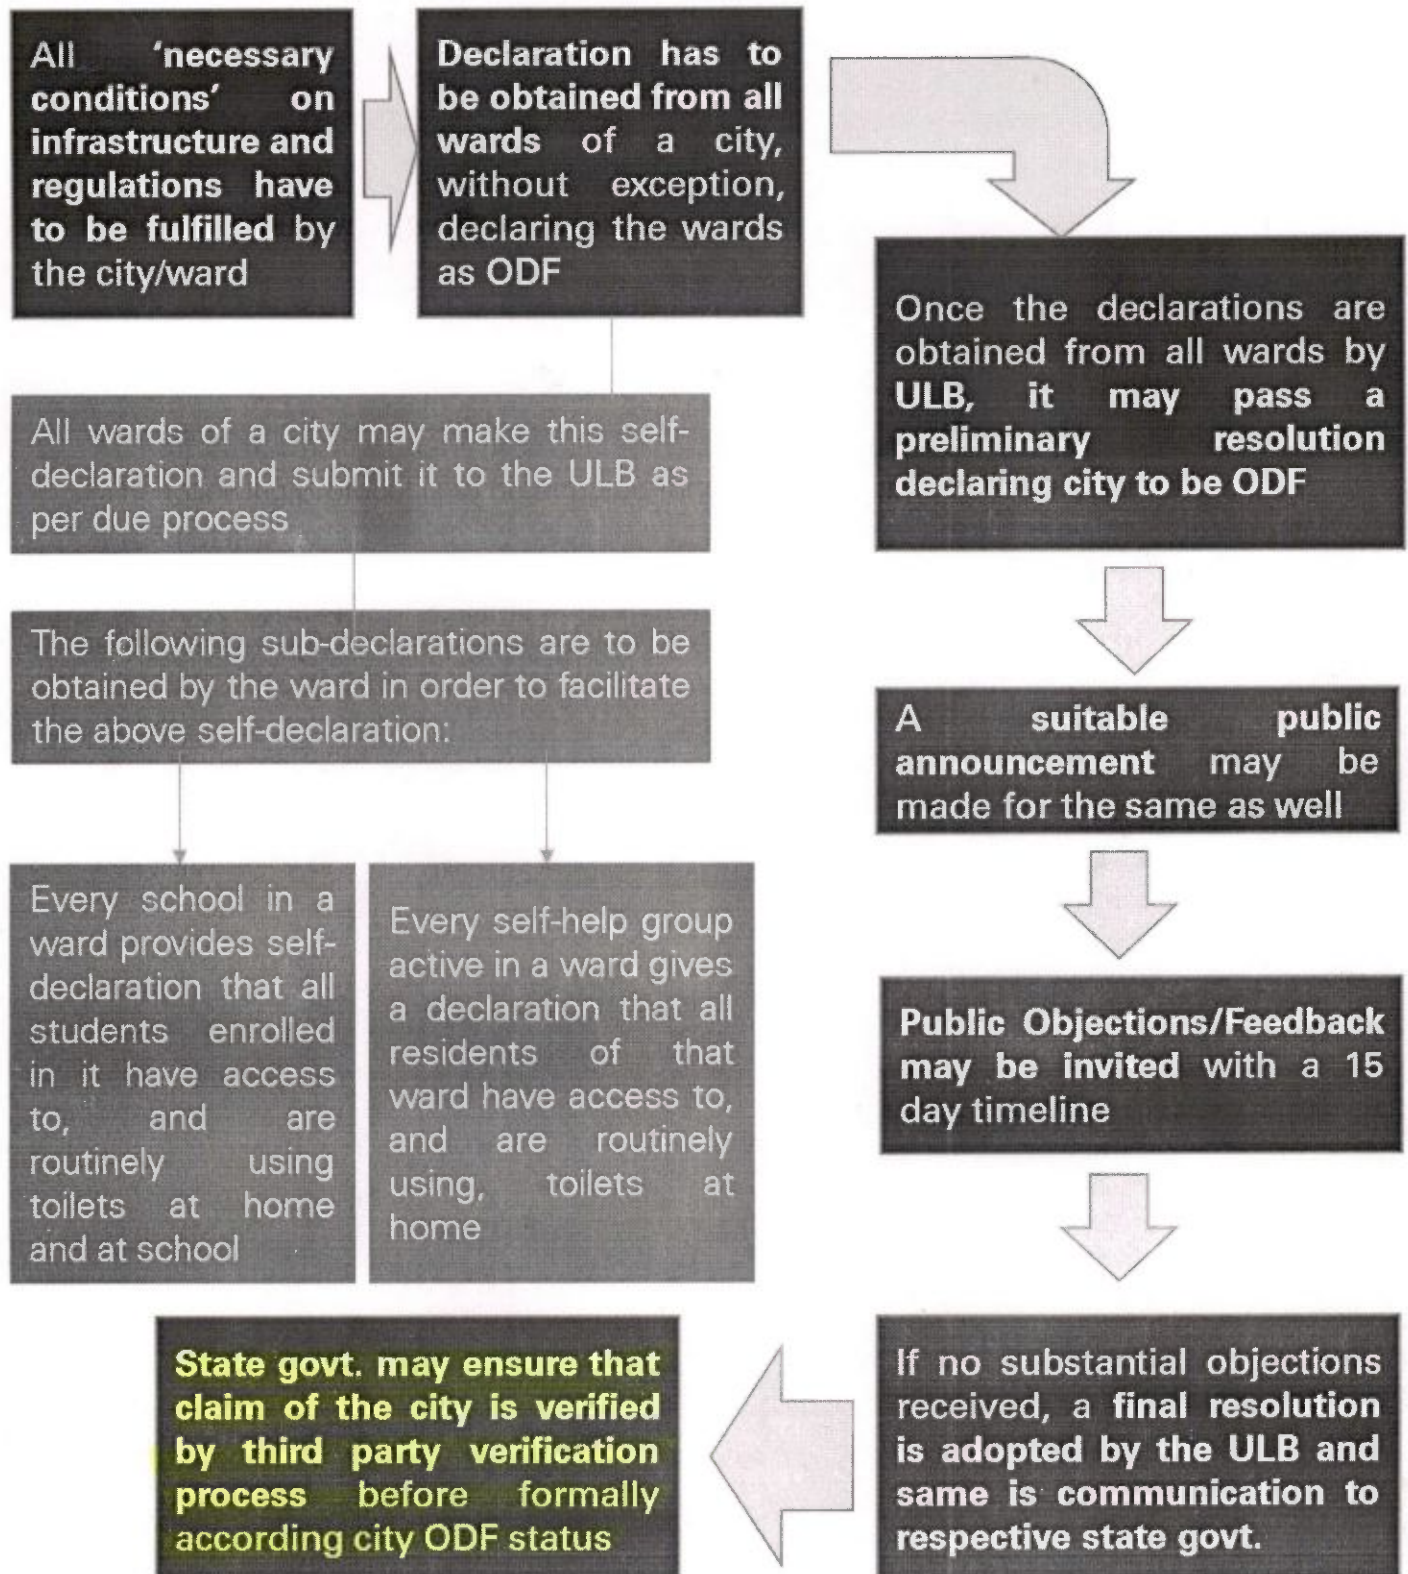 All 'necessary
conditions' on
infrastructure and
regulations have
to be fulfilled by
the city/ward
Declaration has to
be obtained from all
wards of a city,
without exception,
declaring the wards
as ODF
All wards of a city may make this self-
declaration and submit it to the ULB as
per due process
The following sub-declarations are to be
obtained by the ward in order to facilitate
the above self-declaration:
Every school in a
ward provides self-
declaration that all
students enrolled
in it have access
to, and are
routinely using
toilets at home
and at school
Every self-help group
active in a ward gives
a declaration that all
residents of that
ward have access to,
and are routinely
using, toilets at
home
Once the declarations are
obtained from all wards by
ULB, it may pass a
preliminary resolution
declaring city to be ODF
A suitable public
announcement may be
made for the same as well
Public Objections/Feedback
may be invited with a 15
day timeline
If no substantial objections
received, a final resolution
is adopted by the ULB and
same is communication to
respective state govt.
State govt. may ensure that
claim of the city is verified
by third party verification
process before formally
according city ODF status